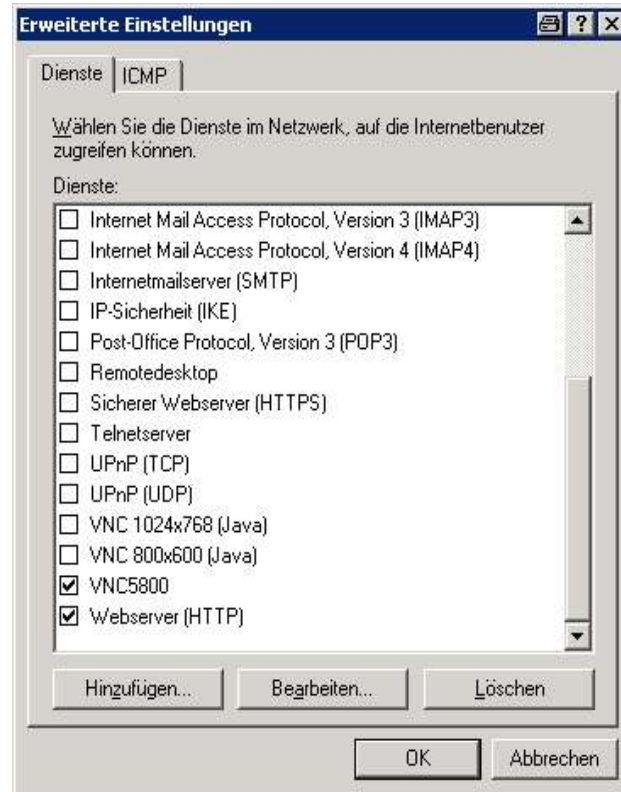 Erweiterte Einstellungen
Dienste ICMP
Wählen Sie die Dienste im Netzwerk, auf die Internetbenutzer
zugreifen können.
Dienste:
Internet Mail Access Protocol, Version 3 (IMAP3)
Internet Mail Access Protocol, Version 4 (IMAP4)
Internetmailserver (SMTP)
IP-Sicherheit (IKE)
Post-Office Protocol, Version 3 (POP3)
Remotedesktop
Sicherer Webserver (HTTPS)
Telnetserver
UPnP (TCP)
UPnP (UDP)
VNC 1024x768 (Java)
VNC 800x600 (Java)
VNC5800
Webserver (HTTP)
Hinzufügen... Bearbeiten... Löschen
OK Abbrechen